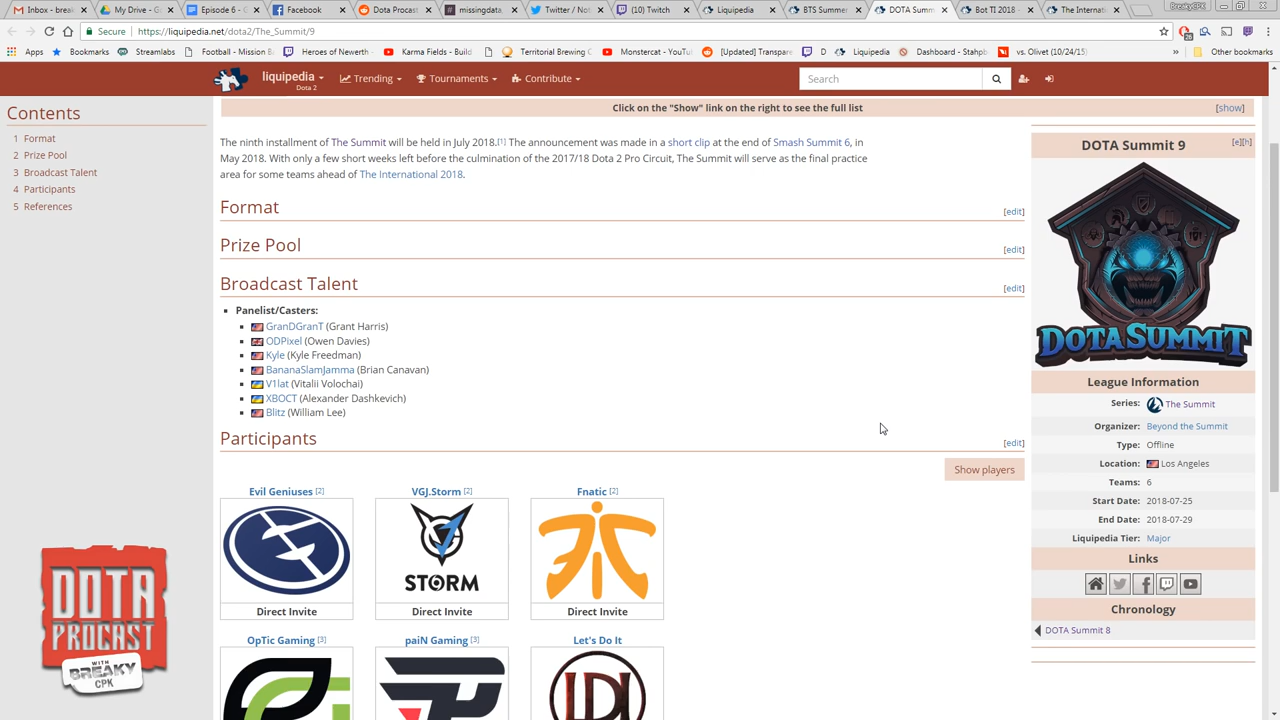 Inbox - break
My Drive - G
Episode 6 - G
Facebook
Dota Procast
missingdata
Twitter / Not
(10) Twitch
Liquipedia
BTS Summer
DOTA Summ
Bot TI 2018 -
The Internati
BreakyCPK
Secure
https://liquipedia.net/dota2/The_Summit/9
Apps
Bookmarks
Streamlabs
Football - Mission B
Heroes of Newerth
Karma Fields - Build
Territorial Brewing C
Monstercat - YouTu
[Updated] Transpare
D
Liquipedia
Dashboard - Stahpb
vs. Olivet (10/24/15)
»
Other bookmarks
liquipedia
Dota 2
Trending
Tournaments
Contribute
Search
Contents
1 Format
2 Prize Pool
3 Broadcast Talent
4 Participants
5 References
Click on the "Show" link on the right to see the full list
[show]
The ninth installment of The Summit will be held in July 2018.[1] The announcement was made in a short clip at the end of Smash Summit 6, in
May 2018. With only a few short weeks left before the culmination of the 2017/18 Dota 2 Pro Circuit, The Summit will serve as the final practice
area for some teams ahead of The International 2018.
Format
[edit]
Prize Pool
[edit]
Broadcast Talent
[edit]
Panelist/Casters:
GranDGranT (Grant Harris)
ODPixel (Owen Davies)
Kyle (Kyle Freedman)
BananaSlamJamma (Brian Canavan)
V1lat (Vitalii Volochai)
XBOCT (Alexander Dashkevich)
Blitz (William Lee)
Participants
[edit]
Show players
Evil Geniuses [2]
VGJ.Storm [2]
Fnatic [2]
STORM
Direct Invite
Direct Invite
Direct Invite
OpTic Gaming [3]
paiN Gaming [3]
Let's Do It
DOTA Summit 9
[e][h]
DOTA SUMMIT
League Information
Series: The Summit
Organizer: Beyond the Summit
Type: Offline
Location: Los Angeles
Teams: 6
Start Date: 2018-07-25
End Date: 2018-07-29
Liquipedia Tier: Major
Links
Chronology
DOTA Summit 8
DOTA
PROCAST
WITH
BREAKY
CPK